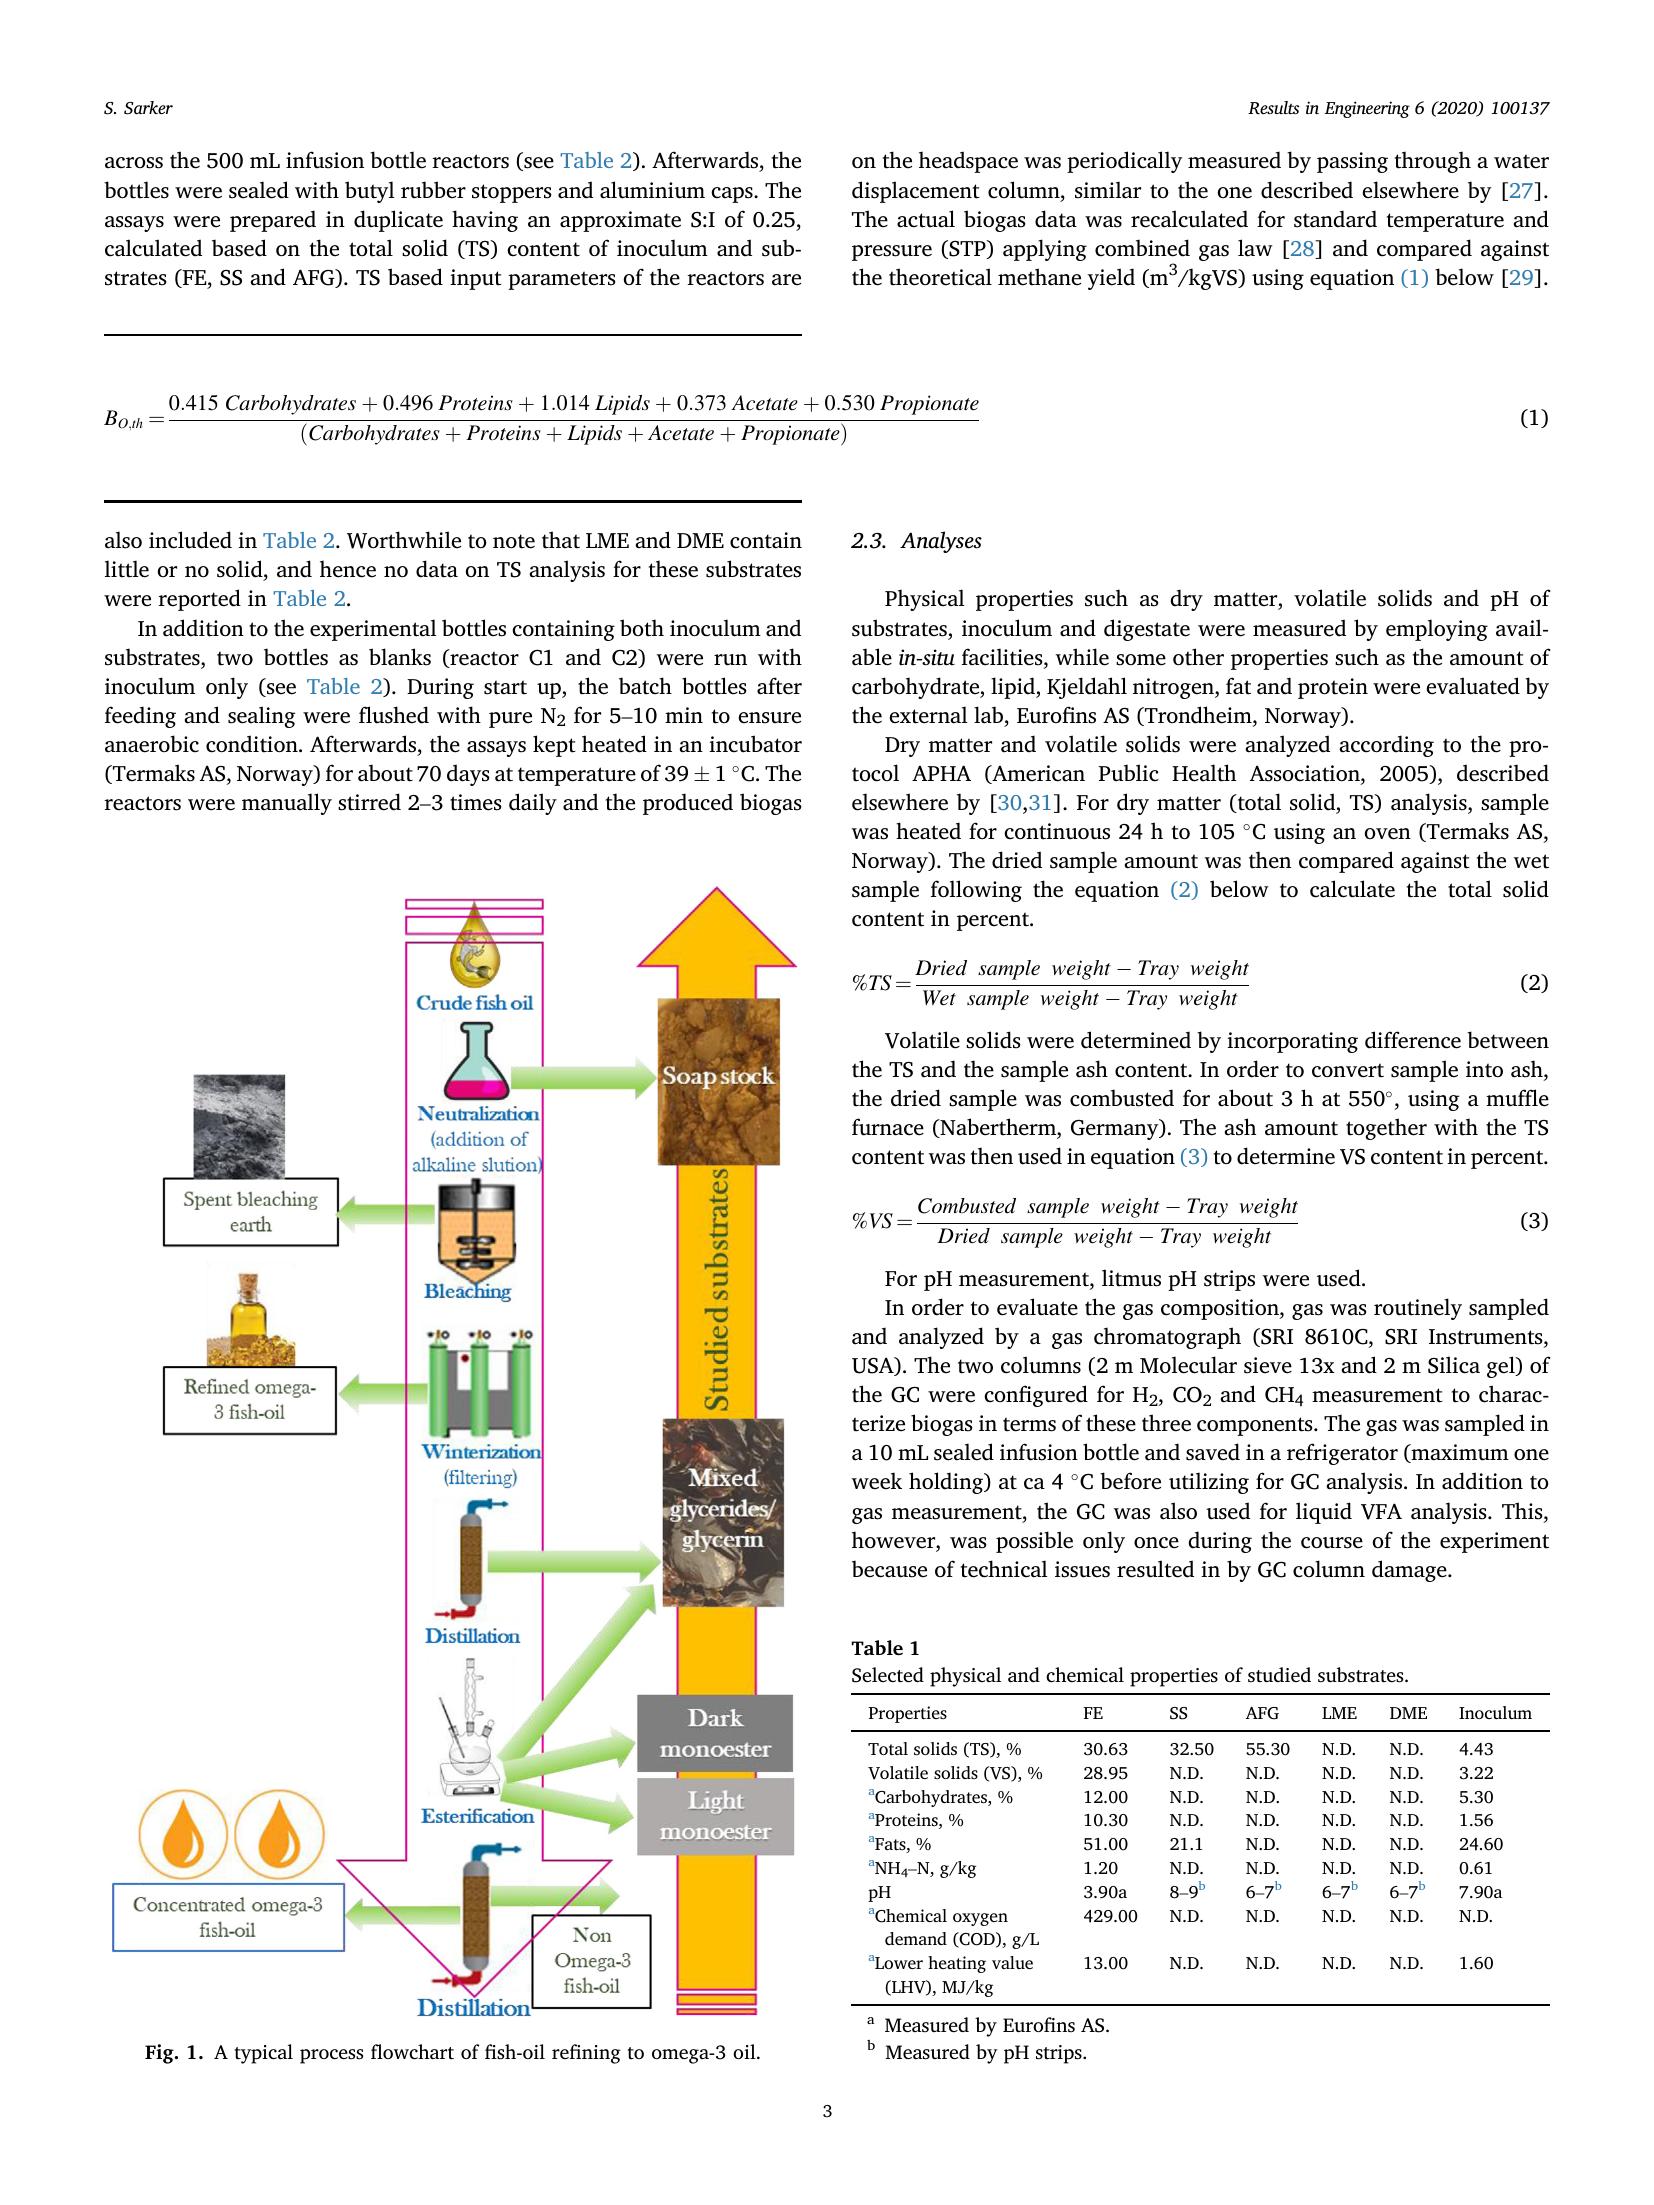 S. Sarker
Results in Engineering 6 (2020) 100137
across the 500 mL infusion bottle reactors (see Table 2). Afterwards, the
bottles were sealed with butyl rubber stoppers and aluminium caps. The
assays were prepared in duplicate having an approximate S:I of 0.25,
calculated based on the total solid (TS) content of inoculum and sub-
strates (FE, SS and AFG). TS based input parameters of the reactors are
on the headspace was periodically measured by passing through a water
displacement column, similar to the one described elsewhere by [27].
The actual biogas data was recalculated for standard temperature and
pressure (STP) applying combined gas law [28] and compared against
the theoretical methane yield (m³/kgVS) using equation (1) below [29].
B_{O,th} = (0.415 Carbohydrates + 0.496 Proteins + 1.014 Lipids + 0.373 Acetate + 0.530 Propionate) / (Carbohydrates + Proteins + Lipids + Acetate + Propionate) (1)
also included in Table 2. Worthwhile to note that LME and DME contain
little or no solid, and hence no data on TS analysis for these substrates
were reported in Table 2.
In addition to the experimental bottles containing both inoculum and
substrates, two bottles as blanks (reactor C1 and C2) were run with
inoculum only (see Table 2). During start up, the batch bottles after
feeding and sealing were flushed with pure N₂ for 5–10 min to ensure
anaerobic condition. Afterwards, the assays kept heated in an incubator
(Termaks AS, Norway) for about 70 days at temperature of 39 ± 1 °C. The
reactors were manually stirred 2–3 times daily and the produced biogas
Crude fish oil
Neutralization
(addition of
alkaline slution)
Soap stock
Spent bleaching
earth
Bleaching
Studied substrates
Refined omega-
3 fish-oil
Winterization
(filtering)
Mixed
glycerides/
glycerin
Distillation
Dark
monoester
Light
monoester
Esterification
Concentrated omega-3
fish-oil
Non
Omega-3
fish-oil
Distillation
Fig. 1. A typical process flowchart of fish-oil refining to omega-3 oil.
2.3. Analyses
Physical properties such as dry matter, volatile solids and pH of
substrates, inoculum and digestate were measured by employing avail-
able in-situ facilities, while some other properties such as the amount of
carbohydrate, lipid, Kjeldahl nitrogen, fat and protein were evaluated by
the external lab, Eurofins AS (Trondheim, Norway).
Dry matter and volatile solids were analyzed according to the pro-
tocol APHA (American Public Health Association, 2005), described
elsewhere by [30,31]. For dry matter (total solid, TS) analysis, sample
was heated for continuous 24 h to 105 °C using an oven (Termaks AS,
Norway). The dried sample amount was then compared against the wet
sample following the equation (2) below to calculate the total solid
content in percent.
%TS = (Dried sample weight − Tray weight) / (Wet sample weight − Tray weight) (2)
Volatile solids were determined by incorporating difference between
the TS and the sample ash content. In order to convert sample into ash,
the dried sample was combusted for about 3 h at 550°, using a muffle
furnace (Nabertherm, Germany). The ash amount together with the TS
content was then used in equation (3) to determine VS content in percent.
%VS = (Combusted sample weight − Tray weight) / (Dried sample weight − Tray weight) (3)
For pH measurement, litmus pH strips were used.
In order to evaluate the gas composition, gas was routinely sampled
and analyzed by a gas chromatograph (SRI 8610C, SRI Instruments,
USA). The two columns (2 m Molecular sieve 13x and 2 m Silica gel) of
the GC were configured for H₂, CO₂ and CH₄ measurement to charac-
terize biogas in terms of these three components. The gas was sampled in
a 10 mL sealed infusion bottle and saved in a refrigerator (maximum one
week holding) at ca 4 °C before utilizing for GC analysis. In addition to
gas measurement, the GC was also used for liquid VFA analysis. This,
however, was possible only once during the course of the experiment
because of technical issues resulted in by GC column damage.
Table 1
Selected physical and chemical properties of studied substrates.
Properties FE SS AFG LME DME Inoculum
Total solids (TS), % 30.63 32.50 55.30 N.D. N.D. 4.43
Volatile solids (VS), % 28.95 N.D. N.D. N.D. N.D. 3.22
ᵃCarbohydrates, % 12.00 N.D. N.D. N.D. N.D. 5.30
ᵃProteins, % 10.30 N.D. N.D. N.D. N.D. 1.56
ᵃFats, % 51.00 21.1 N.D. N.D. N.D. 24.60
ᵃNH₄–N, g/kg 1.20 N.D. N.D. N.D. N.D. 0.61
pH 3.90a 8–9ᵇ 6–7ᵇ 6–7ᵇ 6–7ᵇ 7.90a
ᵃChemical oxygen 429.00 N.D. N.D. N.D. N.D. N.D.
demand (COD), g/L
ᵃLower heating value 13.00 N.D. N.D. N.D. N.D. 1.60
(LHV), MJ/kg
ᵃ Measured by Eurofins AS.
ᵇ Measured by pH strips.
3